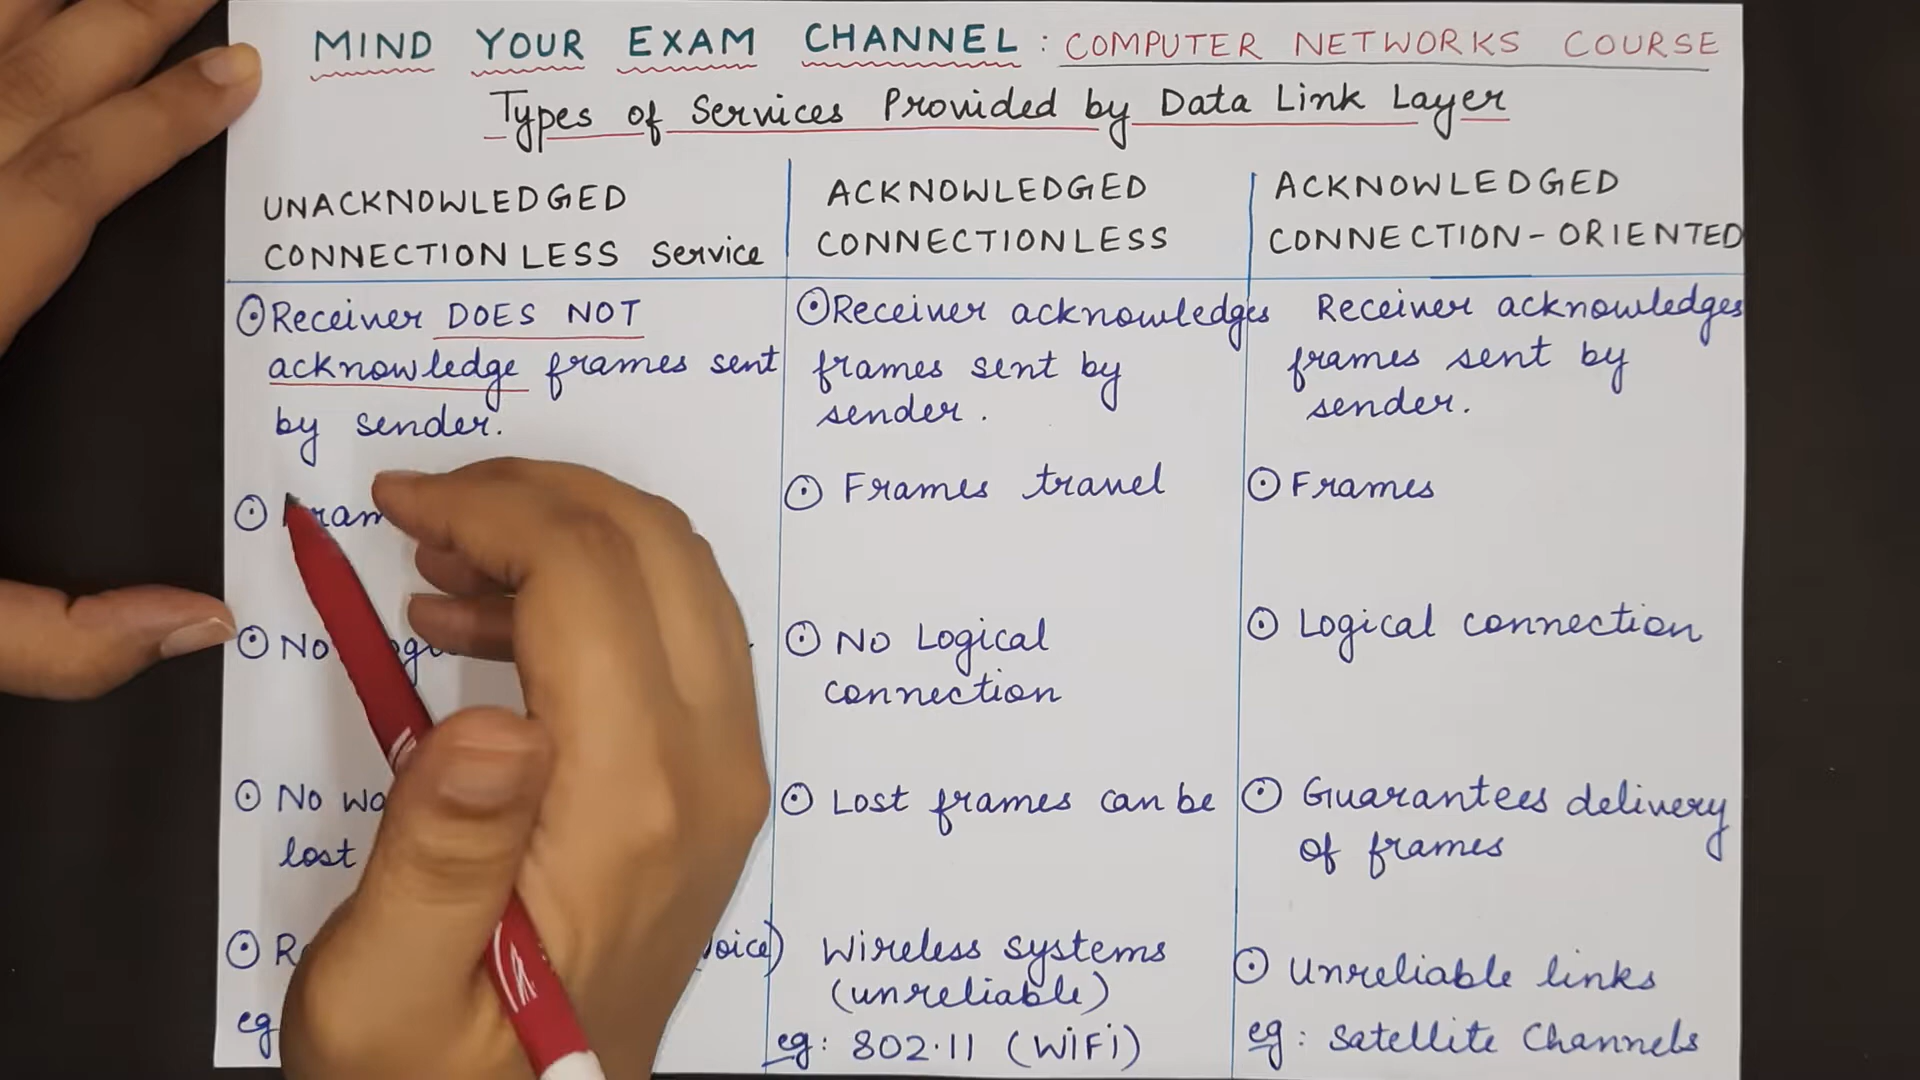 MIND YOUR EXAM CHANNEL : COMPUTER NETWORKS COURSE
Types of Services Provided by Data Link Layer
UNACKNOWLEDGED
CONNECTIONLESS Service
⊙ Receiver DOES NOT
acknowledge frames sent
by sender.
⊙
⊙ No
⊙ No
lost
⊙
eg
ACKNOWLEDGED
CONNECTIONLESS
⊙ Receiver acknowledges
frames sent by
sender.
⊙ Frames travel
⊙ No Logical
connection
⊙ Lost frames can be
Wireless systems
(unreliable)
eg: 802.11 (WiFi)
ACKNOWLEDGED
CONNECTION-ORIENTED
Receiver acknowledges
frames sent by
sender.
⊙ Frames
⊙ Logical connection
⊙ Guarantees delivery
of frames
⊙ Unreliable links
eg: Satellite Channels